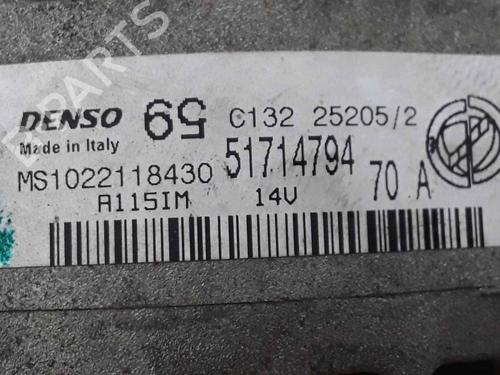 DENSO 69 C132 25205/2
Made in Italy
MS1022118430 51714794 70 A
A115IM 14V